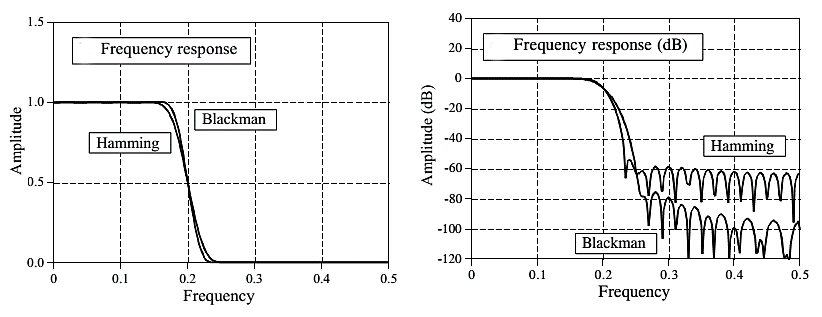 Frequency response
Amplitude
1.5
1.0
0.5
0.0
Blackman
Hamming
0
0.1
0.2
0.3
0.4
0.5
Frequency
Frequency response (dB)
Amplitude (dB)
40
20
0
-20
-40
-60
-80
-100
-120
Hamming
Blackman
0
0.1
0.2
0.3
0.4
0.5
Frequency